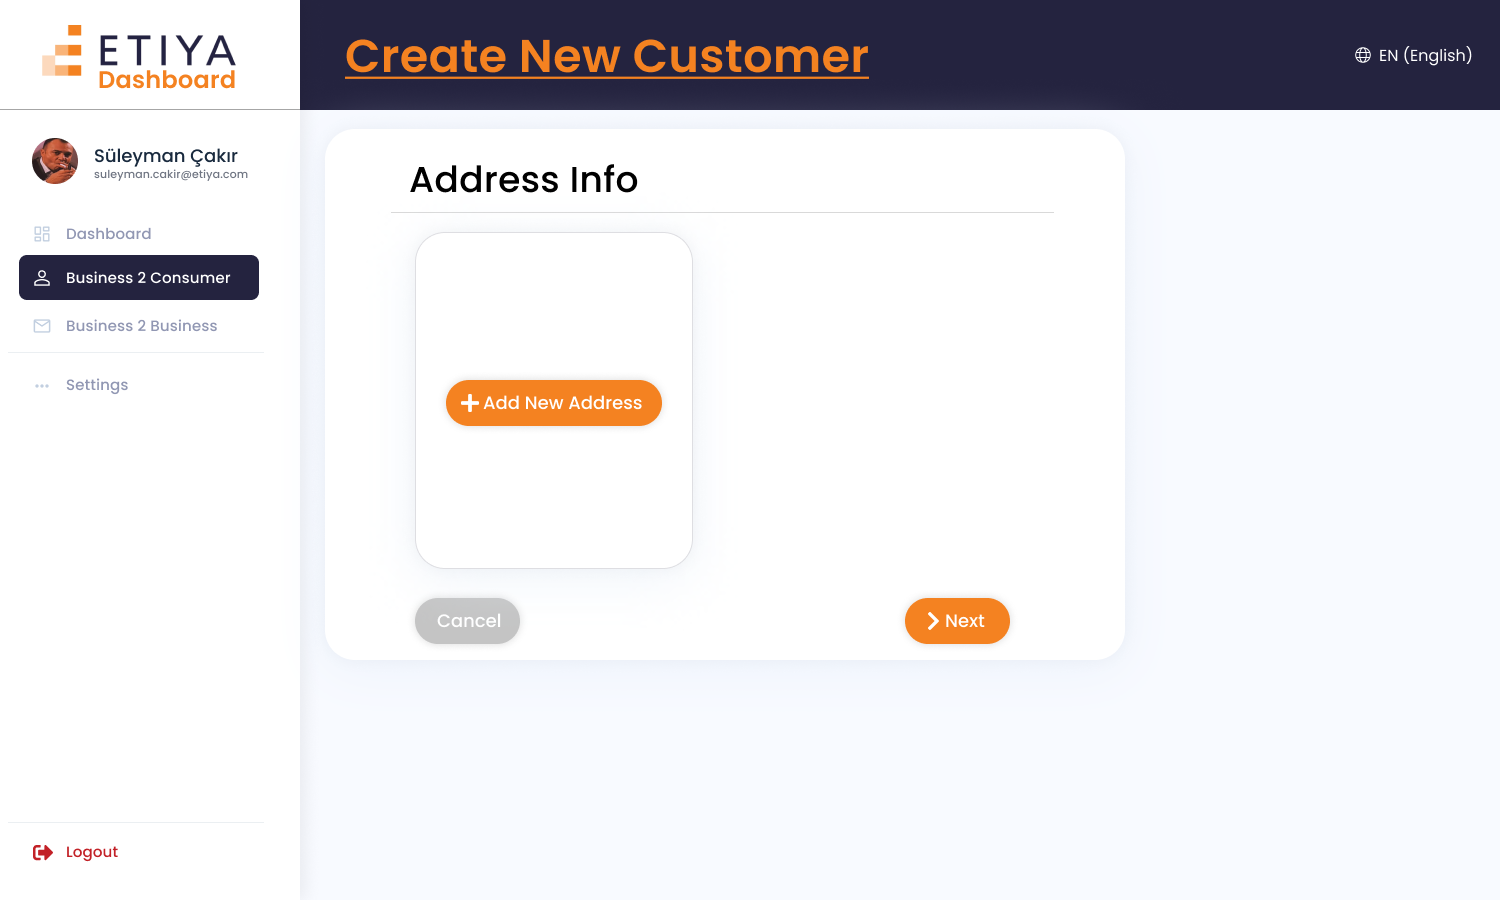 ETIYA
Dashboard
Create New Customer
EN (English)
Süleyman Çakır
suleyman.cakir@etiya.com
Dashboard
Business 2 Consumer
Business 2 Business
Settings
Logout
Address Info
Add New Address
Cancel
Next